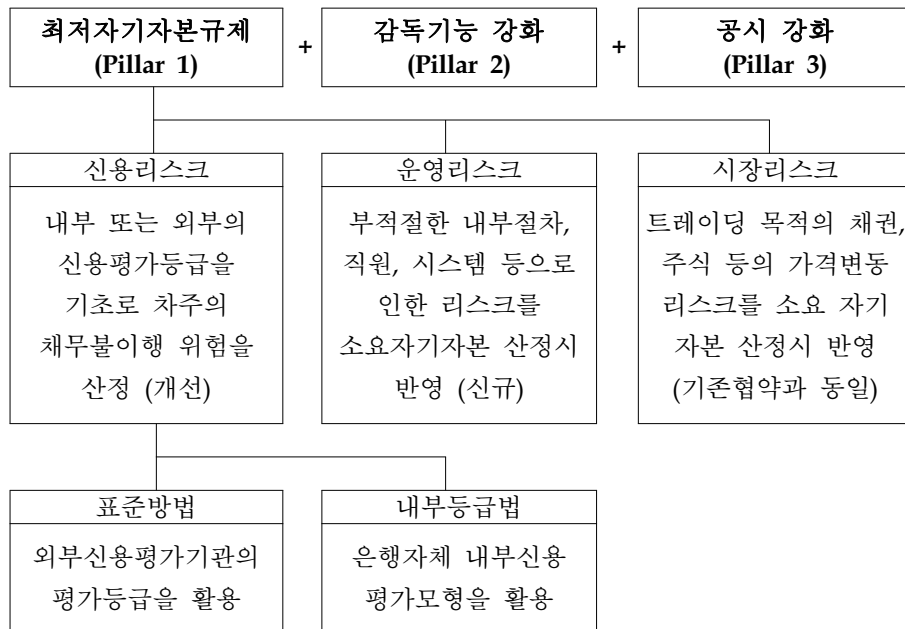 최저자기자본규제
(Pillar 1)
+
감독기능 강화
(Pillar 2)
+
공시 강화
(Pillar 3)
신용리스크
내부 또는 외부의
신용평가등급을
기초로 차주의
채무불이행 위험을
산정 (개선)
운영리스크
부적절한 내부절차,
직원, 시스템 등으로
인한 리스크를
소요자기자본 산정시
반영 (신규)
시장리스크
트레이딩 목적의 채권,
주식 등의 가격변동
리스크를 소요 자기
자본 산정시 반영
(기존협약과 동일)
표준방법
외부신용평가기관의
평가등급을 활용
내부등급법
은행자체 내부신용
평가모형을 활용